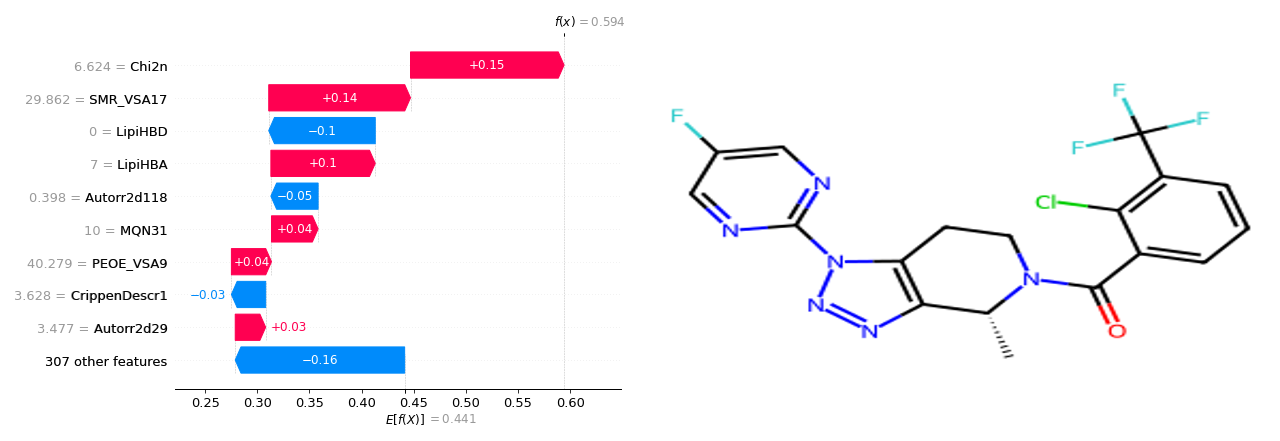 f(x) = 0.594
6.624 = Chi2n
+0.15
29.862 = SMR_VSA17
+0.14
0 = LipiHBD
−0.1
7 = LipiHBA
+0.1
0.398 = Autorr2d118
−0.05
10 = MQN31
+0.04
40.279 = PEOE_VSA9
+0.04
3.628 = CrippenDescr1
−0.03
3.477 = Autorr2d29
+0.03
307 other features
−0.16
0.25 0.30 0.35 0.40 0.45 0.50 0.55 0.60
E[f(X)] = 0.441
F
N
N
N
N
N
N
O
Cl
F
F
F